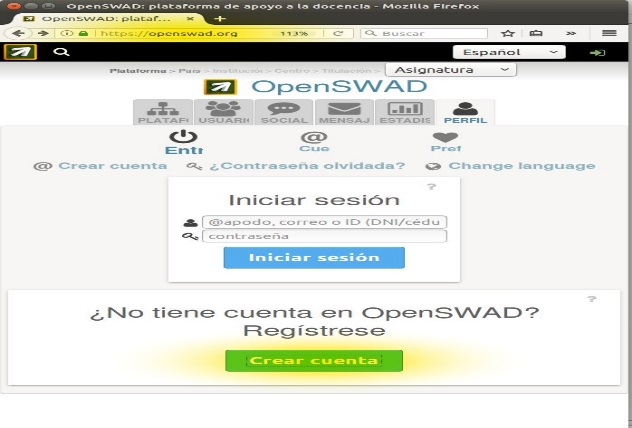 OpenSWAD: plataforma de apoyo a la docencia - Mozilla Firefox
OpenSWAD: plataf... × +
https://openswad.org 113% Buscar
Español
Plataforma > País > Institución > Centro > Titulación > Asignatura
OpenSWAD
PLATAF USUARI SOCIAL MENSAJ ESTADÍS PERFIL
Entr Cue Pref
@ Crear cuenta ¿Contraseña olvidada? Change language
?
Iniciar sesión
@apodo, correo o ID (DNI/cédu
contraseña
Iniciar sesión
?
¿No tiene cuenta en OpenSWAD?
Regístrese
Crear cuenta